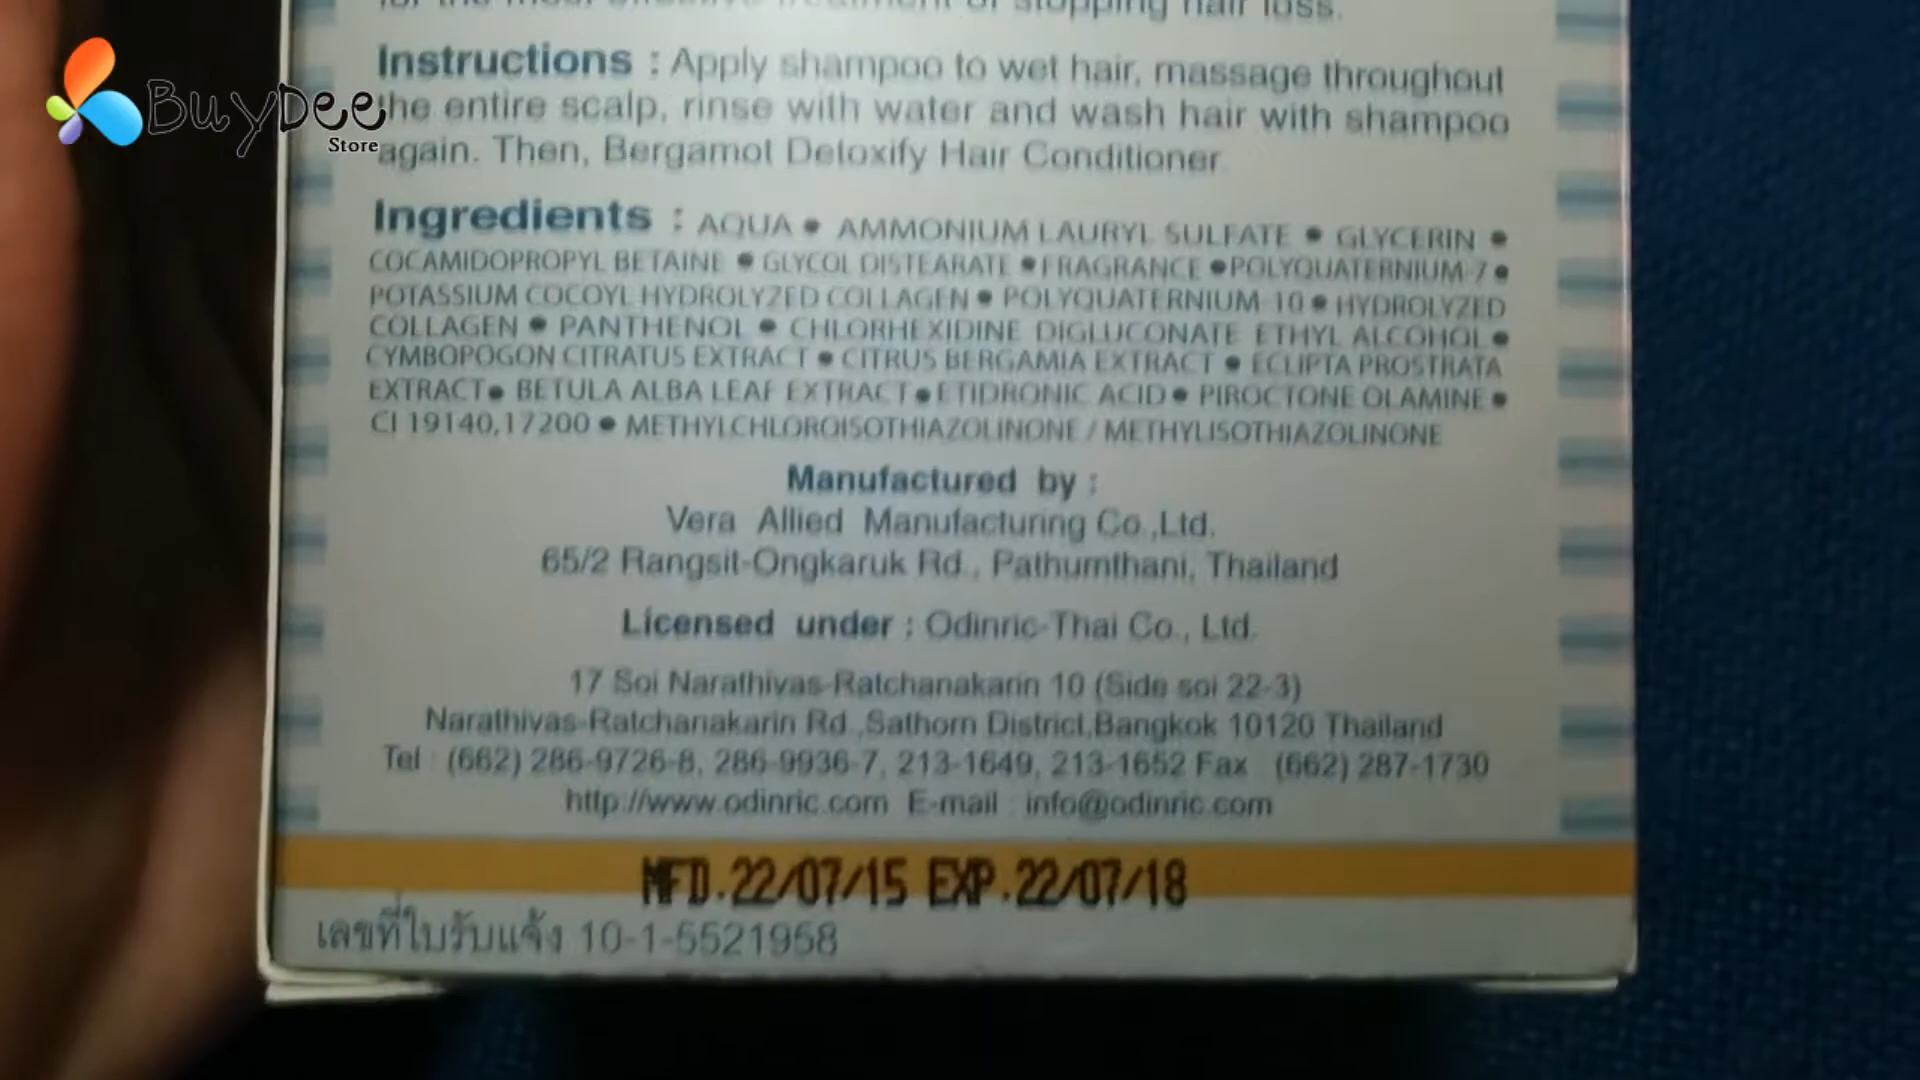 for the most effective treatment of stopping hair loss.
BuyDee
Store
Instructions : Apply shampoo to wet hair, massage throughout
the entire scalp, rinse with water and wash hair with shampoo
again. Then, Bergamot Detoxify Hair Conditioner.
Ingredients : AQUA • AMMONIUM LAURYL SULFATE • GLYCERIN •
COCAMIDOPROPYL BETAINE • GLYCOL DISTEARATE • FRAGRANCE • POLYQUATERNIUM-7 •
POTASSIUM COCOYL HYDROLYZED COLLAGEN • POLYQUATERNIUM-10 • HYDROLYZED
COLLAGEN • PANTHENOL • CHLORHEXIDINE DIGLUCONATE ETHYL ALCOHOL •
CYMBOPOGON CITRATUS EXTRACT • CITRUS BERGAMIA EXTRACT • ECLIPTA PROSTRATA
EXTRACT • BETULA ALBA LEAF EXTRACT • ETIDRONIC ACID • PIROCTONE OLAMINE •
CI 19140,17200 • METHYLCHLOROISOTHIAZOLINONE / METHYLISOTHIAZOLINONE
Manufactured by :
Vera Allied Manufacturing Co.,Ltd.
65/2 Rangsit-Ongkaruk Rd., Pathumthani, Thailand
Licensed under : Odinric-Thai Co., Ltd.
17 Soi Narathivas-Ratchanakarin 10 (Side soi 22-3)
Narathivas-Ratchanakarin Rd.,Sathorn District,Bangkok 10120 Thailand
Tel : (662) 286-9726-8, 286-9936-7, 213-1649, 213-1652 Fax : (662) 287-1730
http://www.odinric.com E-mail : info@odinric.com
MFD.22/07/15 EXP.22/07/18
เลขที่ใบรับแจ้ง 10-1-5521958